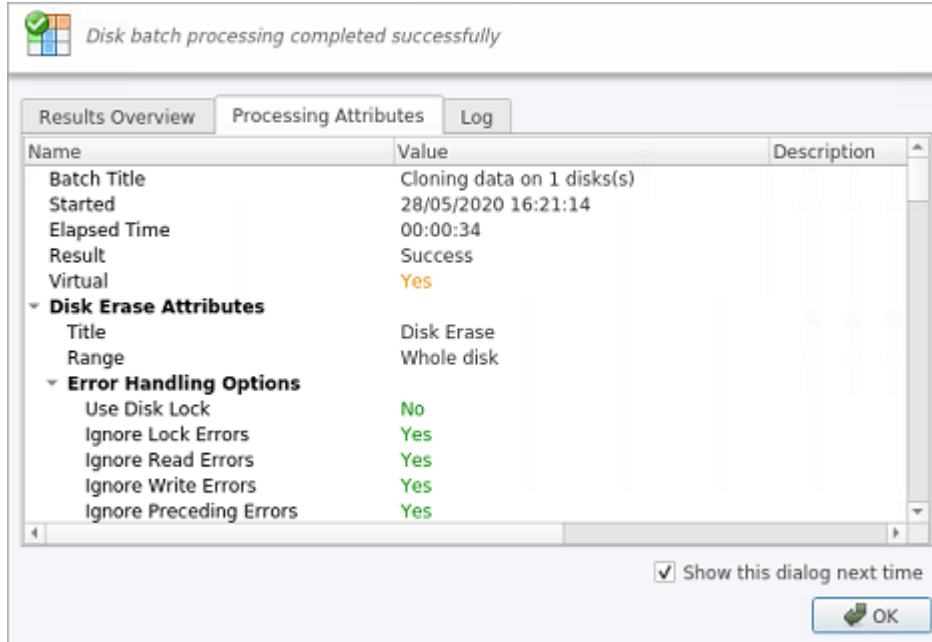 Disk batch processing completed successfully
Results Overview Processing Attributes Log
Name Value Description
Batch Title Cloning data on 1 disks(s)
Started 28/05/2020 16:21:14
Elapsed Time 00:00:34
Result Success
Virtual Yes
Disk Erase Attributes
Title Disk Erase
Range Whole disk
Error Handling Options
Use Disk Lock No
Ignore Lock Errors Yes
Ignore Read Errors Yes
Ignore Write Errors Yes
Ignore Preceding Errors Yes
Show this dialog next time
OK